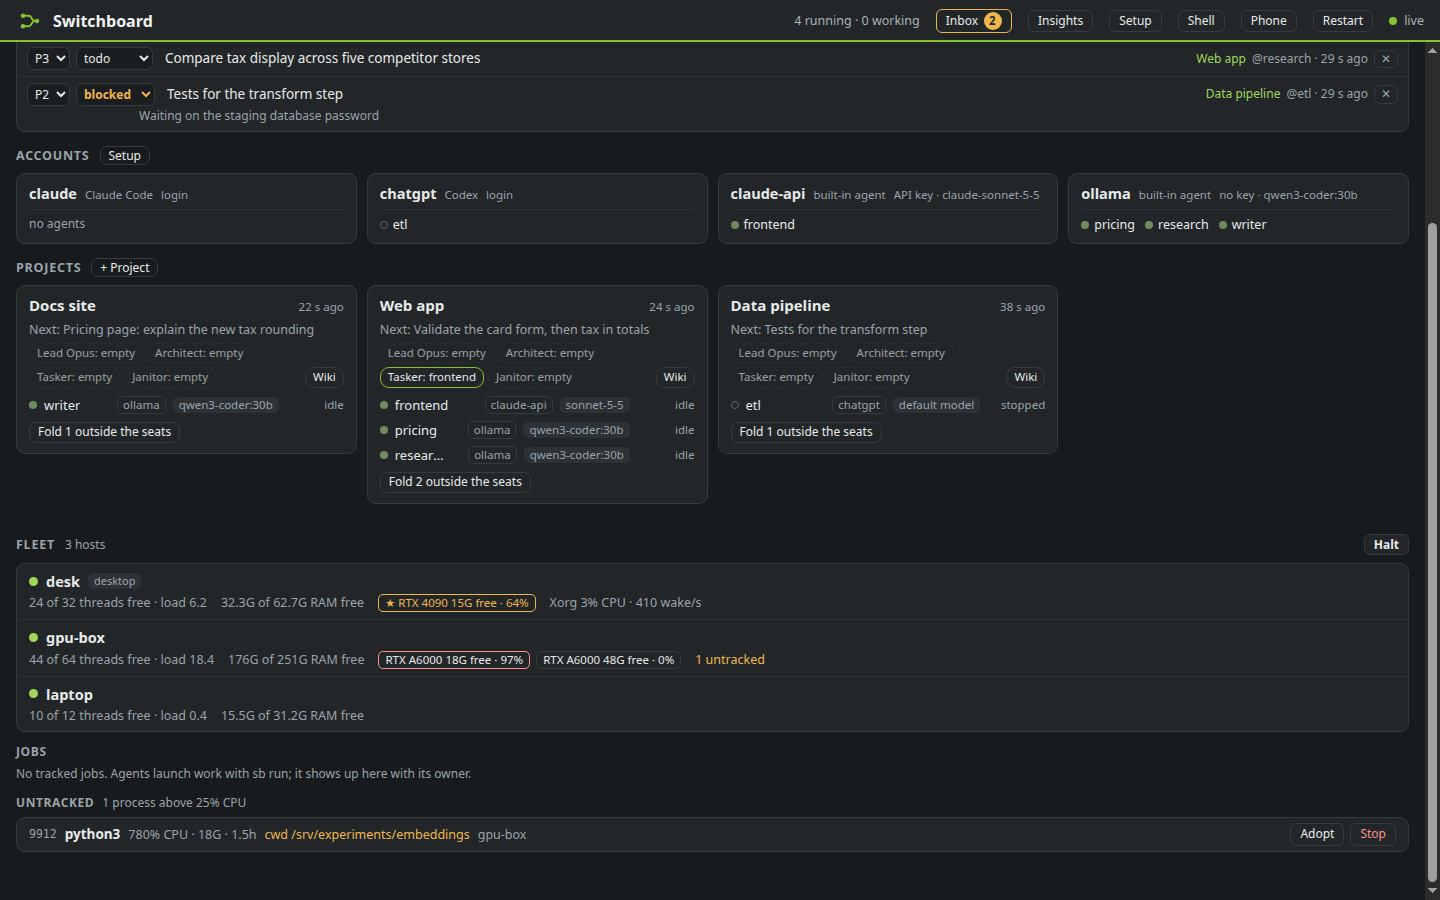 Switchboard 4 running · 0 working Inbox 2 Insights Setup Shell Phone Restart live
P3 todo Compare tax display across five competitor stores Web app @research · 29 s ago ✕
P2 blocked Tests for the transform step Data pipeline @etl · 29 s ago ✕
Waiting on the staging database password
ACCOUNTS Setup
claude Claude Code login
no agents
chatgpt Codex login
etl
claude-api built-in agent API key · claude-sonnet-5-5
frontend
ollama built-in agent no key · qwen3-coder:30b
pricing research writer
PROJECTS + Project
Docs site 22 s ago
Next: Pricing page: explain the new tax rounding
Lead Opus: empty Architect: empty
Tasker: empty Janitor: empty Wiki
writer ollama qwen3-coder:30b idle
Fold 1 outside the seats
Web app 24 s ago
Next: Validate the card form, then tax in totals
Lead Opus: empty Architect: empty
Tasker: frontend Janitor: empty Wiki
frontend claude-api sonnet-5-5 idle
pricing ollama qwen3-coder:30b idle
resear... ollama qwen3-coder:30b idle
Fold 2 outside the seats
Data pipeline 38 s ago
Next: Tests for the transform step
Lead Opus: empty Architect: empty
Tasker: empty Janitor: empty Wiki
etl chatgpt default model stopped
Fold 1 outside the seats
FLEET 3 hosts Halt
desk desktop
24 of 32 threads free · load 6.2 32.3G of 62.7G RAM free ★ RTX 4090 15G free · 64% Xorg 3% CPU · 410 wake/s
gpu-box
44 of 64 threads free · load 18.4 176G of 251G RAM free RTX A6000 18G free · 97% RTX A6000 48G free · 0% 1 untracked
laptop
10 of 12 threads free · load 0.4 15.5G of 31.2G RAM free
JOBS
No tracked jobs. Agents launch work with sb run; it shows up here with its owner.
UNTRACKED 1 process above 25% CPU
9912 python3 780% CPU · 18G · 1.5h cwd /srv/experiments/embeddings gpu-box Adopt Stop